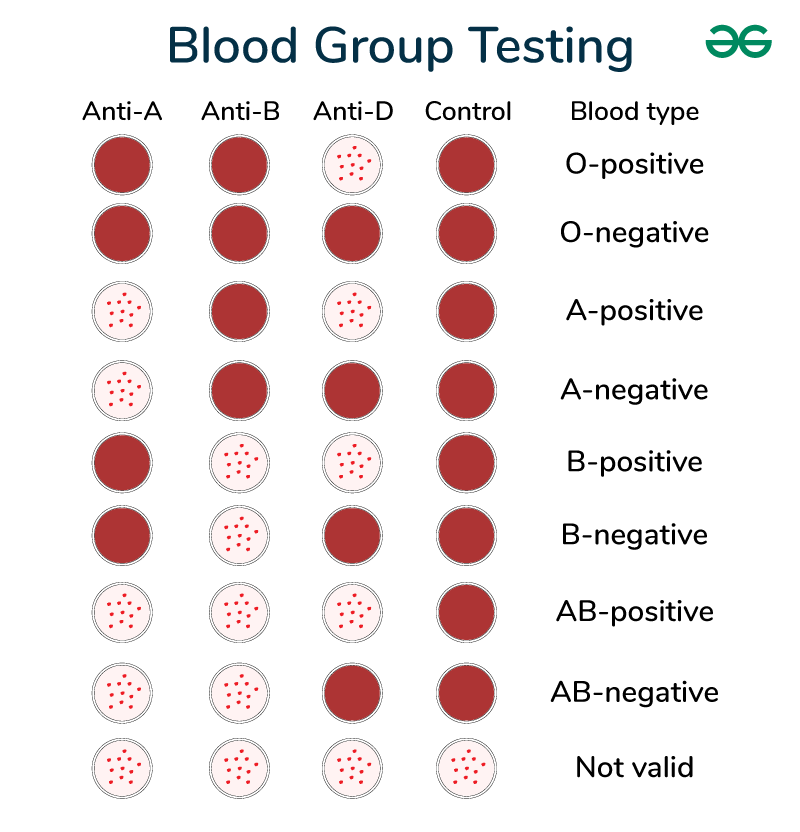 Blood Group Testing
Anti-A Anti-B Anti-D Control Blood type
O-positive
O-negative
A-positive
A-negative
B-positive
B-negative
AB-positive
AB-negative
Not valid